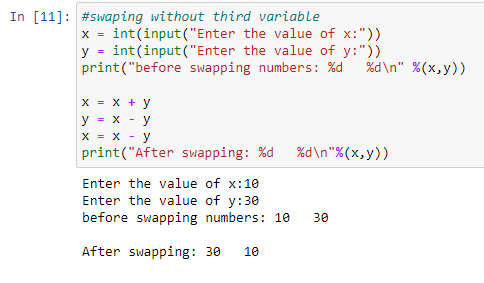 In [11]: #swaping without third variable
x = int(input("Enter the value of x:"))
y = int(input("Enter the value of y:"))
print("before swapping numbers: %d   %d\n" %(x,y))
x = x + y
y = x - y
x = x - y
print("After swapping: %d   %d\n"%(x,y))
Enter the value of x:10
Enter the value of y:30
before swapping numbers: 10   30
After swapping: 30   10